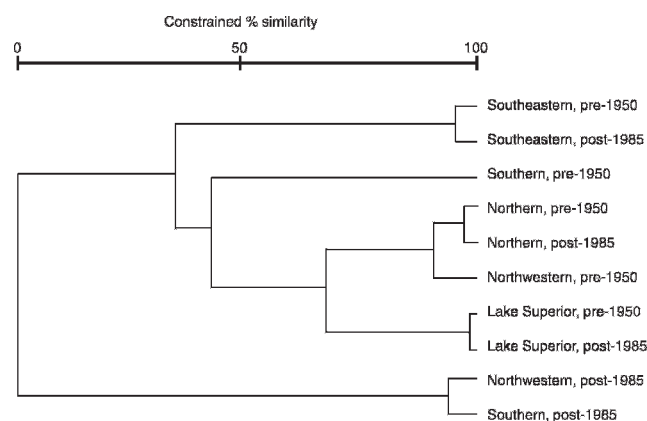 Constrained % similarity
0 50 100
Southeastern, pre-1950
Southeastern, post-1985
Southern, pre-1950
Northern, pre-1950
Northern, post-1985
Northwestern, pre-1950
Lake Superior, pre-1950
Lake Superior, post-1985
Northwestern, post-1985
Southern, post-1985